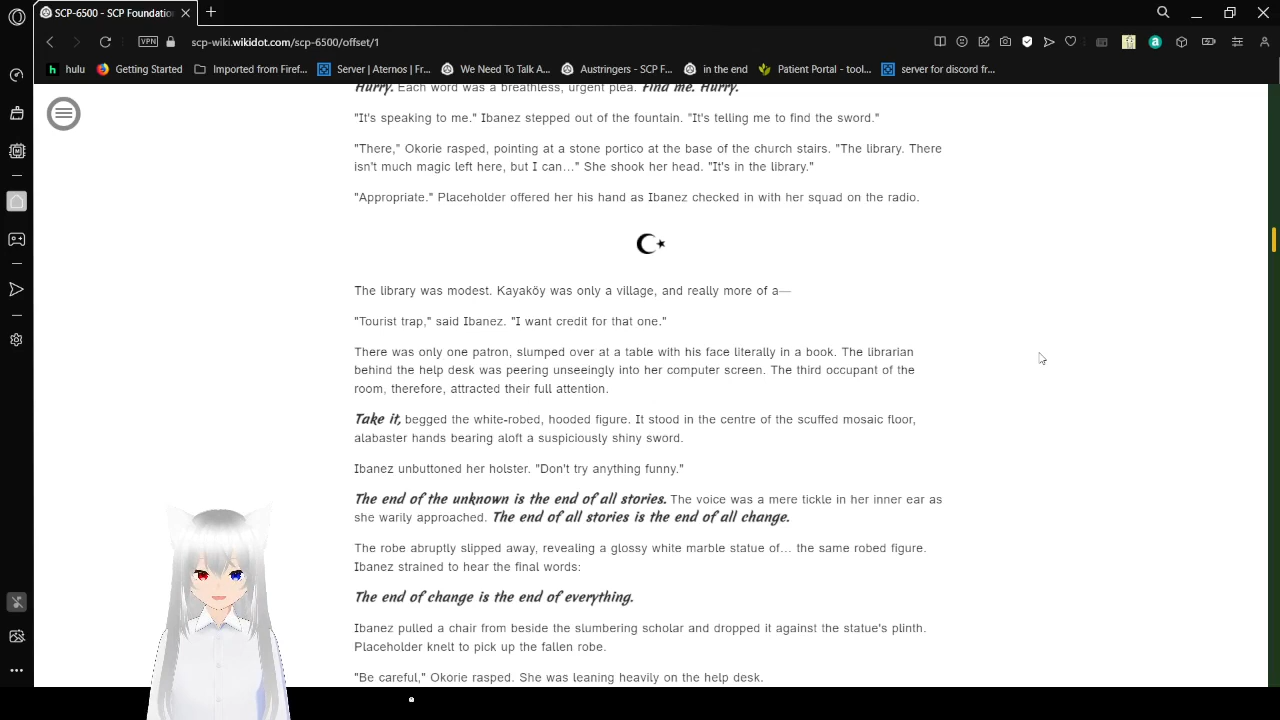 SCP-6500 - SCP Foundatio
VPN
scp-wiki.wikidot.com/scp-6500/offset/1
hulu
Getting Started
Imported from Firef...
Server | Aternos | Fr...
We Need To Talk A...
Austringers - SCP F...
in the end
Patient Portal - tool...
server for discord fr...
Hurry. Each word was a breathless, urgent plea. Find me. Hurry.
"It's speaking to me." Ibanez stepped out of the fountain. "It's telling me to find the sword."
"There," Okorie rasped, pointing at a stone portico at the base of the church stairs. "The library. There
isn't much magic left here, but I can…" She shook her head. "It's in the library."
"Appropriate." Placeholder offered her his hand as Ibanez checked in with her squad on the radio.
The library was modest. Kayaköy was only a village, and really more of a—
"Tourist trap," said Ibanez. "I want credit for that one."
There was only one patron, slumped over at a table with his face literally in a book. The librarian
behind the help desk was peering unseeingly into her computer screen. The third occupant of the
room, therefore, attracted their full attention.
Take it, begged the white-robed, hooded figure. It stood in the centre of the scuffed mosaic floor,
alabaster hands bearing aloft a suspiciously shiny sword.
Ibanez unbuttoned her holster. "Don't try anything funny."
The end of the unknown is the end of all stories. The voice was a mere tickle in her inner ear as
she warily approached. The end of all stories is the end of all change.
The robe abruptly slipped away, revealing a glossy white marble statue of… the same robed figure.
Ibanez strained to hear the final words:
The end of change is the end of everything.
Ibanez pulled a chair from beside the slumbering scholar and dropped it against the statue's plinth.
Placeholder knelt to pick up the fallen robe.
"Be careful," Okorie rasped. She was leaning heavily on the help desk.